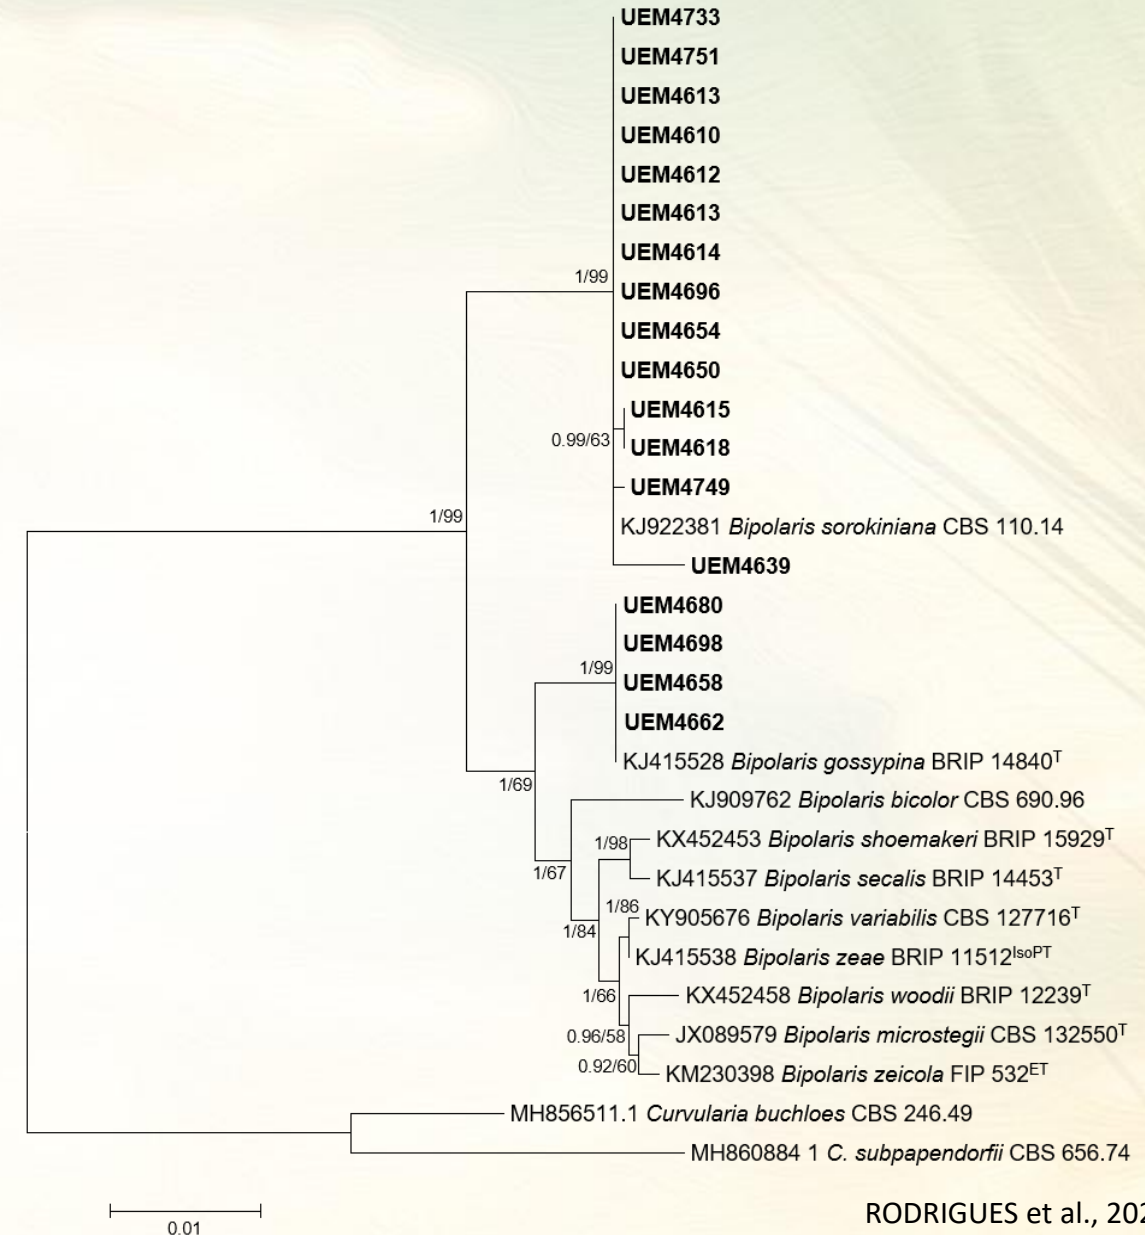 UEM4733
UEM4751
UEM4613
UEM4610
UEM4612
UEM4613
UEM4614
1/99
UEM4696
UEM4654
UEM4650
UEM4615
0.99/63
UEM4618
UEM4749
1/99
KJ922381 Bipolaris sorokiniana CBS 110.14
UEM4639
UEM4680
UEM4698
1/99
UEM4658
UEM4662
KJ415528 Bipolaris gossypina BRIP 14840T
1/69
KJ909762 Bipolaris bicolor CBS 690.96
1/98
KX452453 Bipolaris shoemakeri BRIP 15929T
1/67
KJ415537 Bipolaris secalis BRIP 14453T
1/86
KY905676 Bipolaris variabilis CBS 127716T
1/84
KJ415538 Bipolaris zeae BRIP 11512IsoPT
1/66
KX452458 Bipolaris woodii BRIP 12239T
0.96/58
JX089579 Bipolaris microstegii CBS 132550T
0.92/60
KM230398 Bipolaris zeicola FIP 532ET
MH856511.1 Curvularia buchloes CBS 246.49
MH860884 1 C. subpapendorfii CBS 656.74
0.01
RODRIGUES et al., 202